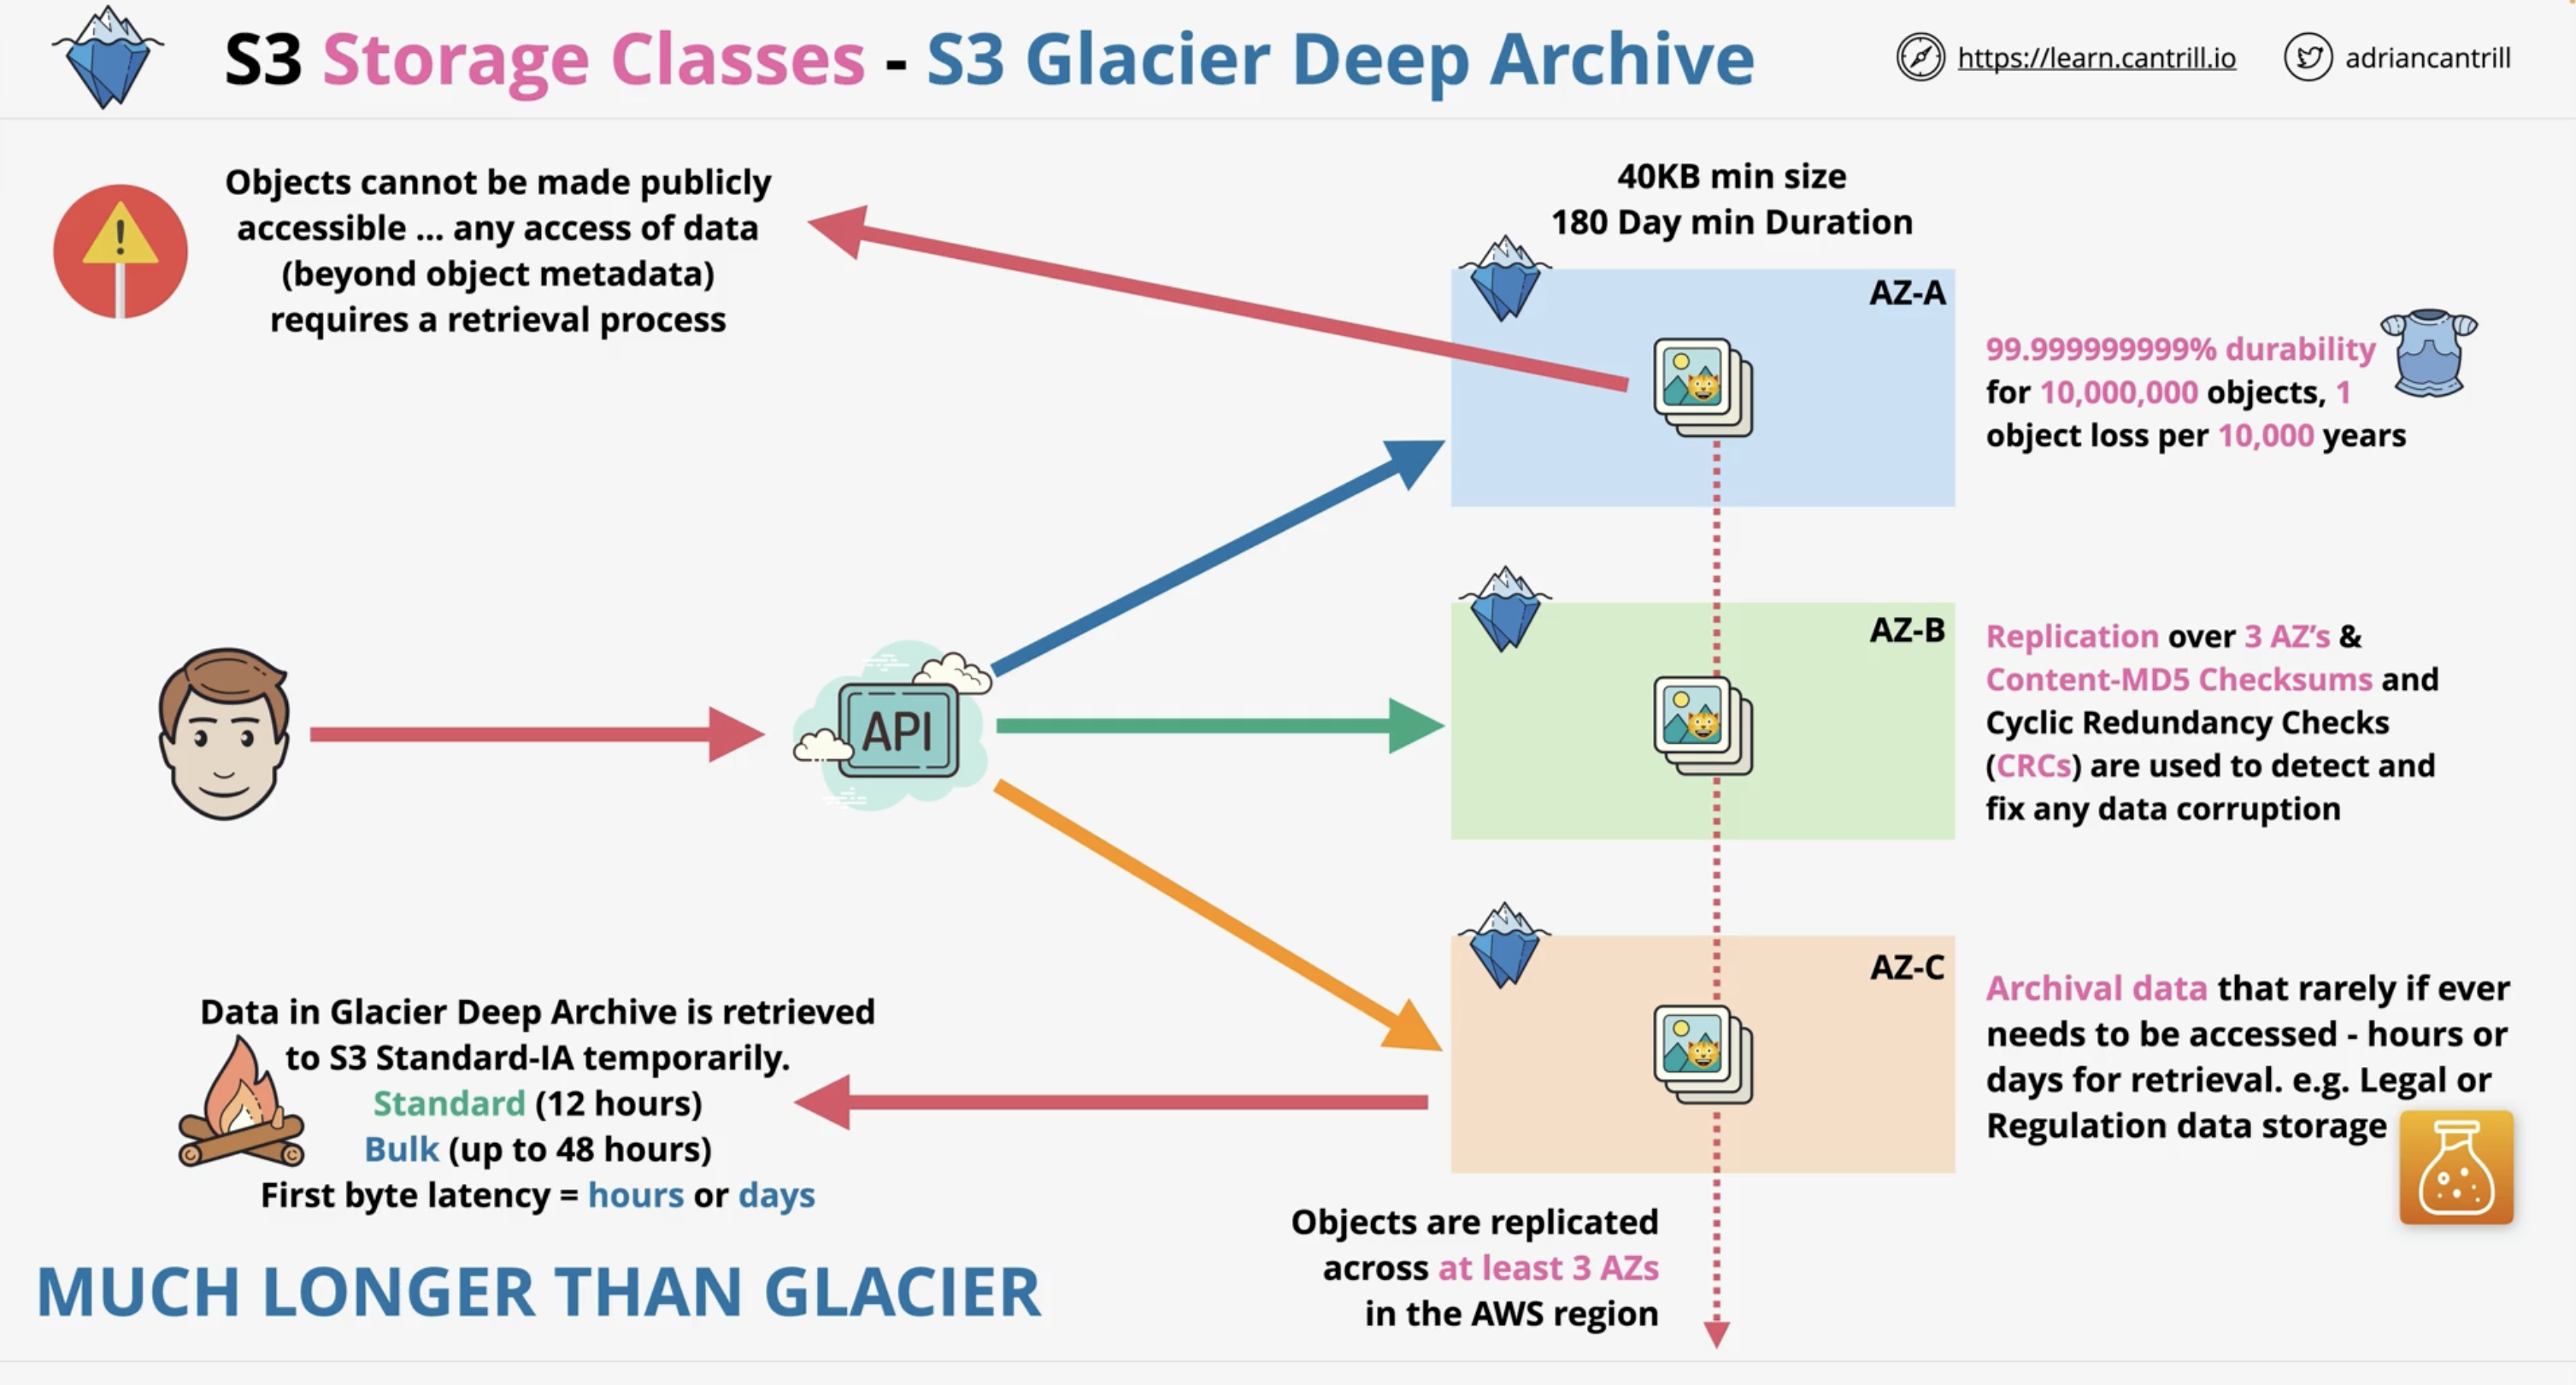 S3 Storage Classes - S3 Glacier Deep Archive
https://learn.cantrill.io
adriancantrill
Objects cannot be made publicly
accessible ... any access of data
(beyond object metadata)
requires a retrieval process
40KB min size
180 Day min Duration
AZ-A
99.999999999% durability
for 10,000,000 objects, 1
object loss per 10,000 years
API
AZ-B
Replication over 3 AZ's &
Content-MD5 Checksums and
Cyclic Redundancy Checks
(CRCs) are used to detect and
fix any data corruption
AZ-C
Archival data that rarely if ever
needs to be accessed - hours or
days for retrieval. e.g. Legal or
Regulation data storage
Data in Glacier Deep Archive is retrieved
to S3 Standard-IA temporarily.
Standard (12 hours)
Bulk (up to 48 hours)
First byte latency = hours or days
MUCH LONGER THAN GLACIER
Objects are replicated
across at least 3 AZs
in the AWS region